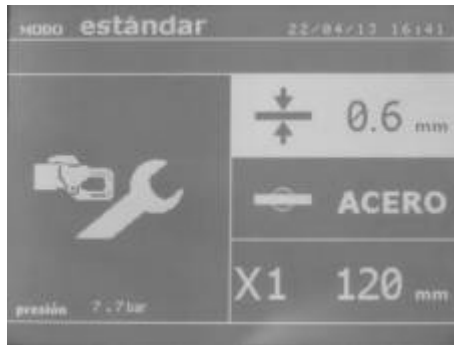 MODO estándar 22/04/13 16:41
0.6 mm
ACERO
X1 120 mm
presión 7.7bar